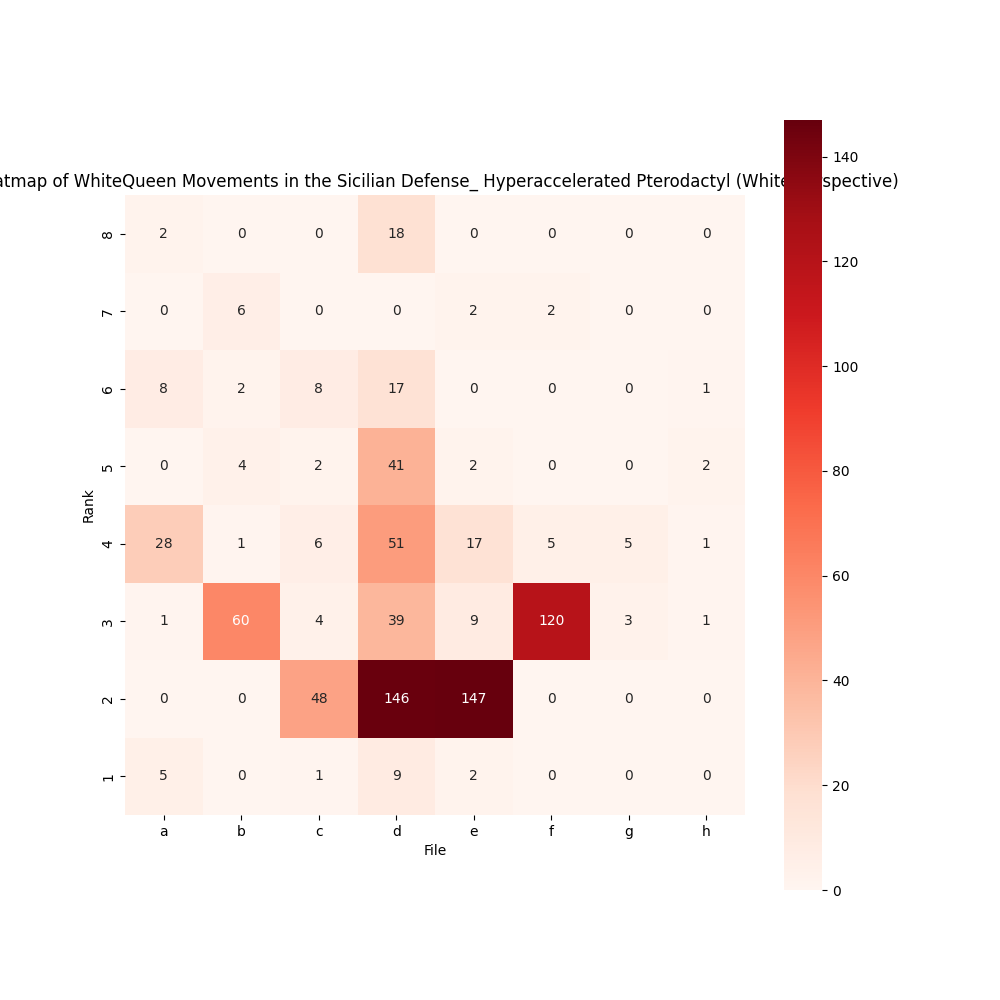 atmap of WhiteQueen Movements in the Sicilian Defense_ Hyperaccelerated Pterodactyl (White spective)
8 2 0 0 18 0 0 0 0
7 0 6 0 0 2 2 0 0
6 8 2 8 17 0 0 0 1
5 0 4 2 41 2 0 0 2
4 28 1 6 51 17 5 5 1
3 1 60 4 39 9 120 3 1
2 0 0 48 146 147 0 0 0
1 5 0 1 9 2 0 0 0
a b c d e f g h
Rank
File
140
120
100
80
60
40
20
0